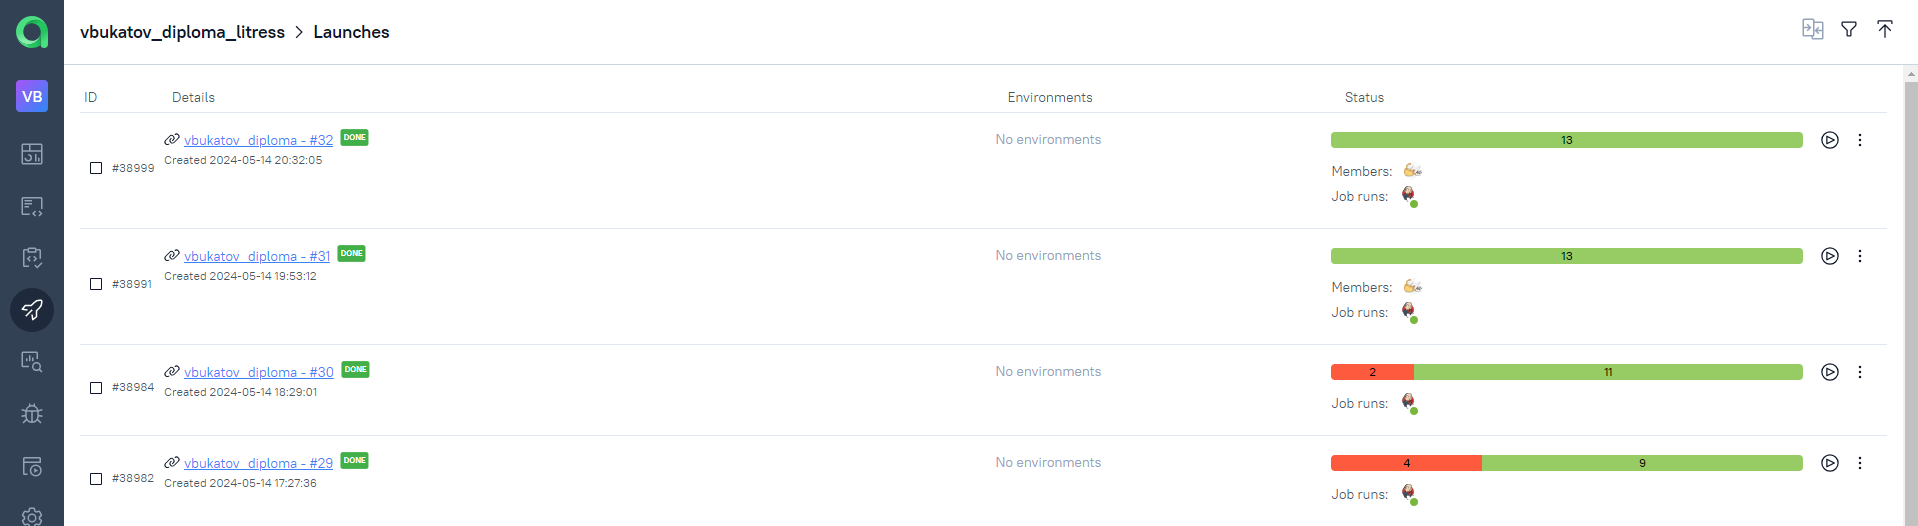 vbukatov_diploma_litress > Launches
VB
ID Details Environments Status
vbukatov_diploma - #32 DONE No environments 13
#38999 Created 2024-05-14 20:32:05
Members:
Job runs:
vbukatov_diploma - #31 DONE No environments 13
#38991 Created 2024-05-14 19:53:12
Members:
Job runs:
vbukatov_diploma - #30 DONE No environments 2 11
#38984 Created 2024-05-14 18:29:01
Job runs:
vbukatov_diploma - #29 DONE No environments 4 9
#38982 Created 2024-05-14 17:27:36
Job runs: